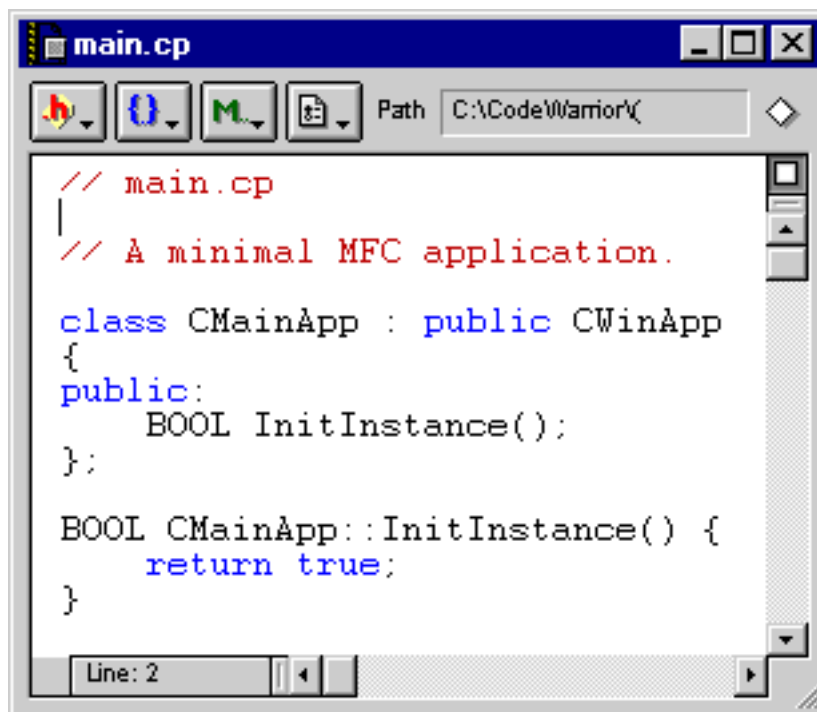 main.cp
.h {} M.. Path C:\CodeWarrior\(
// main.cp
// A minimal MFC application.
class CMainApp : public CWinApp
{
public:
BOOL InitInstance();
};
BOOL CMainApp::InitInstance() {
return true;
}
Line: 2